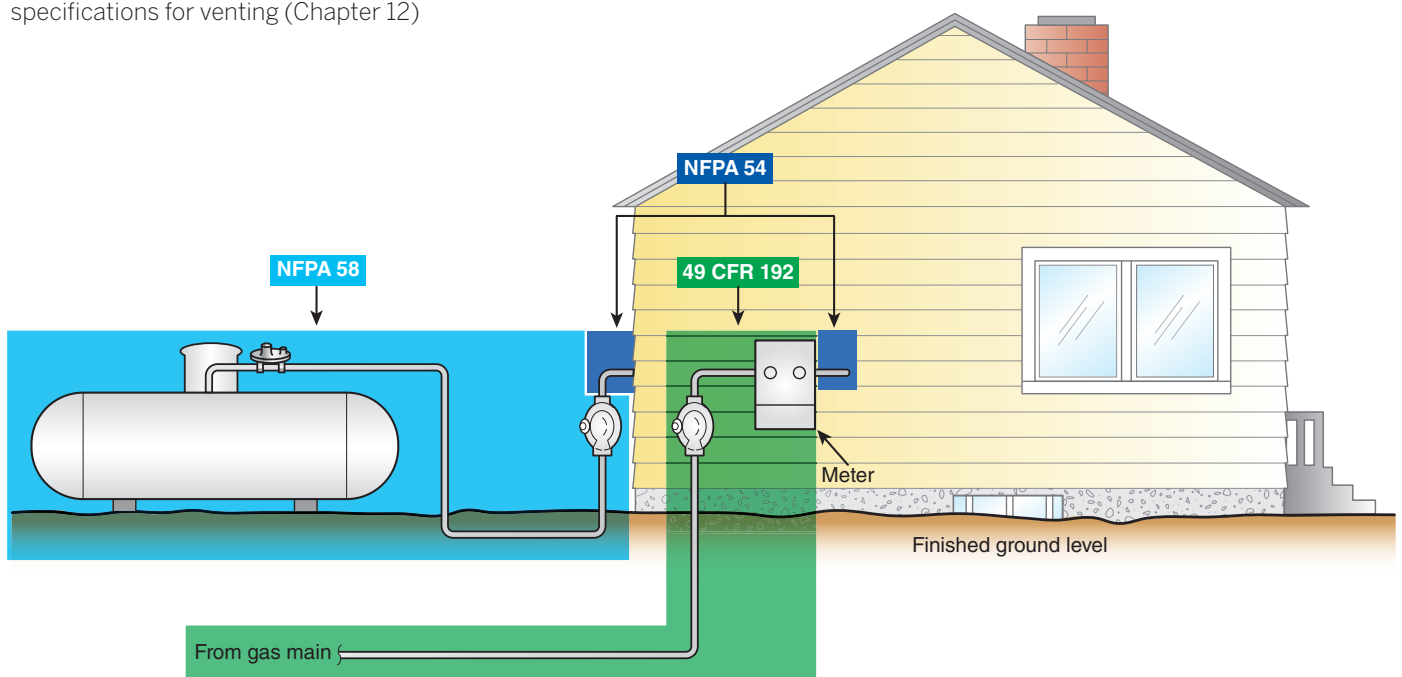 specifications for venting (Chapter 12)
NFPA 54
NFPA 58
49 CFR 192
Meter
Finished ground level
From gas main